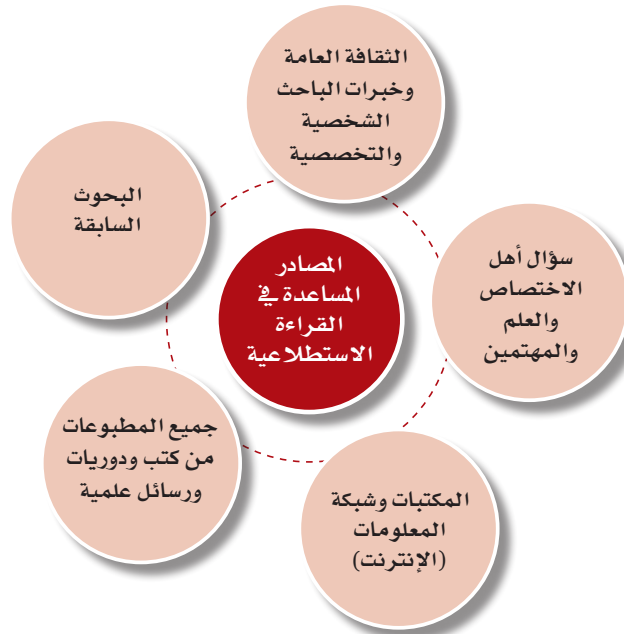 الثقافة العامة
وخبرات الباحث
الشخصية
والتخصصية
سؤال أهل
الاختصاص
والعلم
والمهتمين
المكتبات وشبكة
المعلومات
(الإنترنت)
جميع المطبوعات
من كتب ودوريات
ورسائل علمية
البحوث
السابقة
المصادر
المساعدة في
القراءة
الاستطلاعية